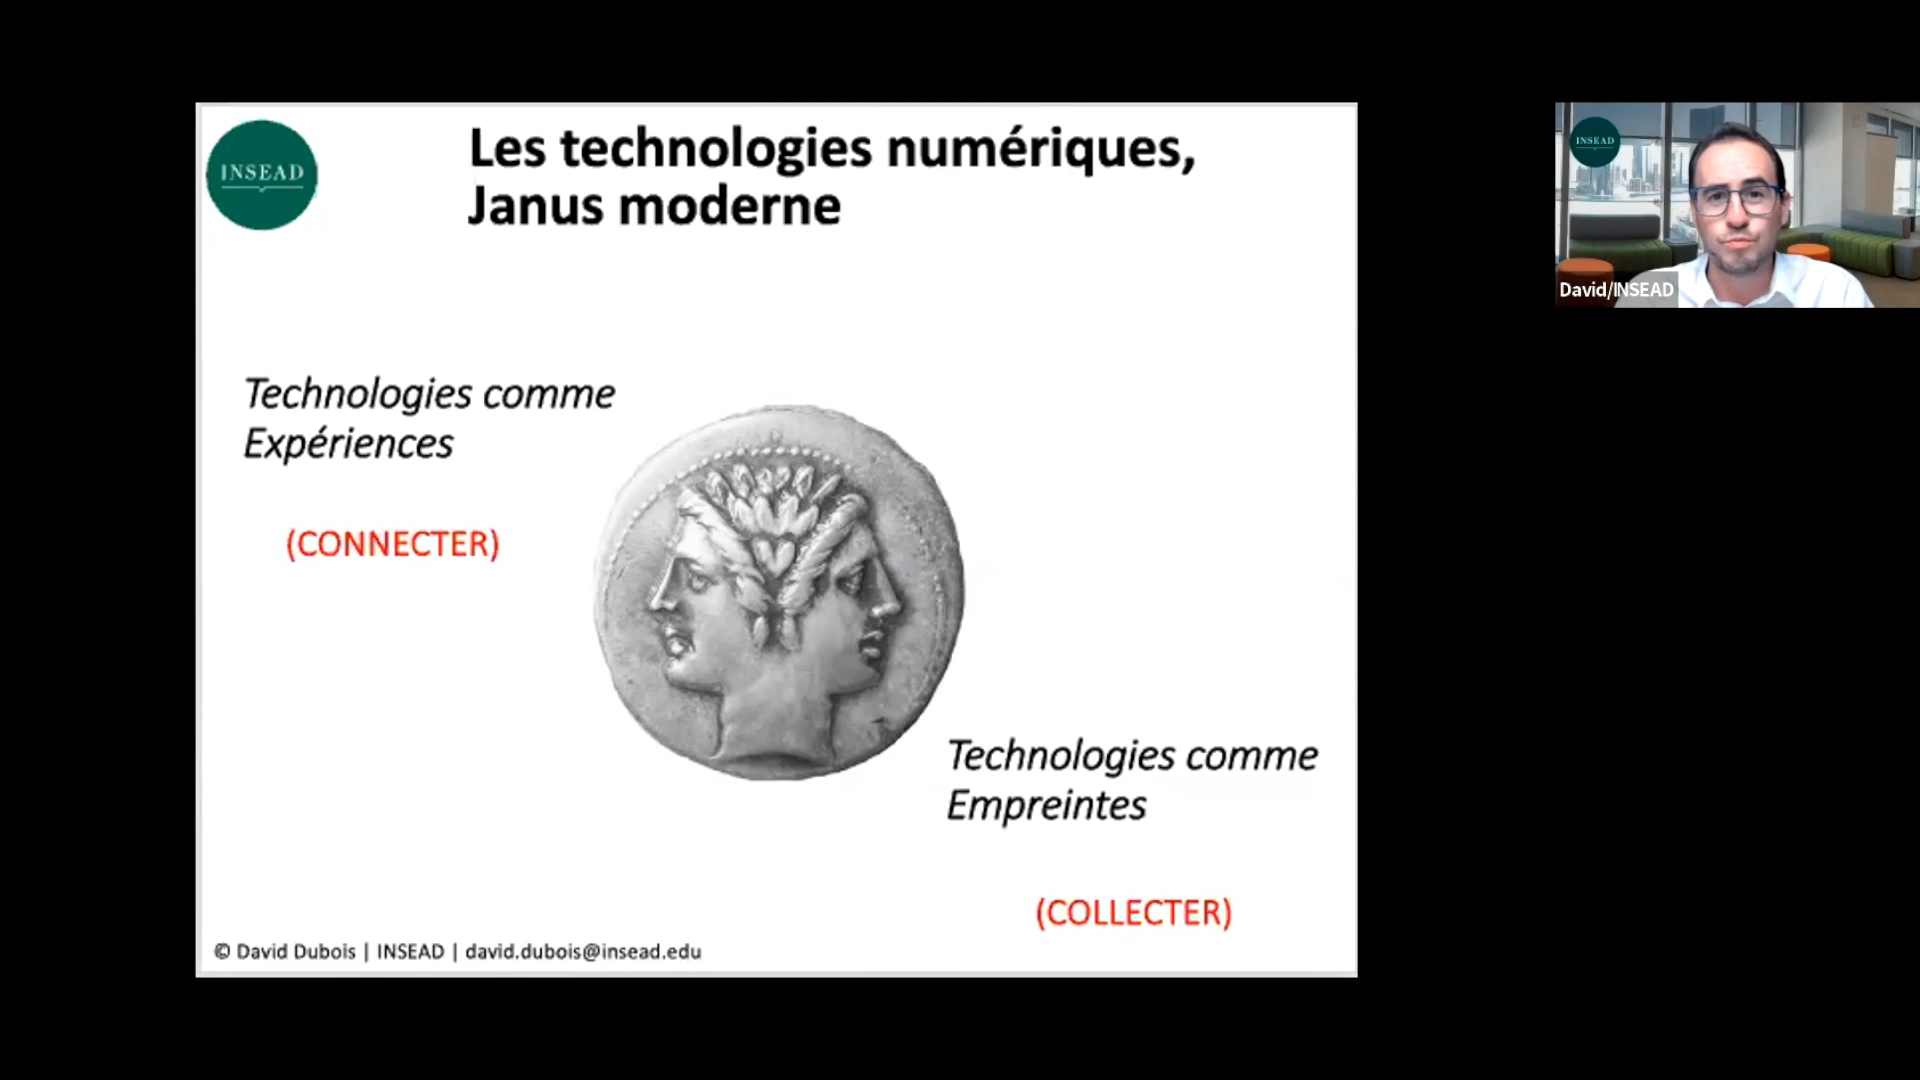 INSEAD
Les technologies numériques,
Janus moderne
Technologies comme
Expériences
(CONNECTER)
Technologies comme
Empreintes
(COLLECTER)
© David Dubois | INSEAD | david.dubois@insead.edu
INSEAD
David/INSEAD